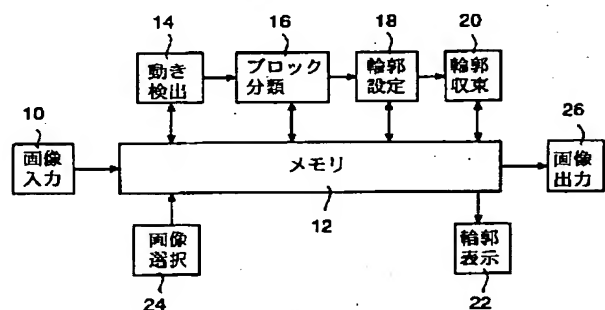 14
16
18
20
動き
検出
ブロック
分類
輪郭
設定
輪郭
収束
10
26
画像
入力
メモリ
画像
出力
12
画像
選択
輪郭
表示
24
22